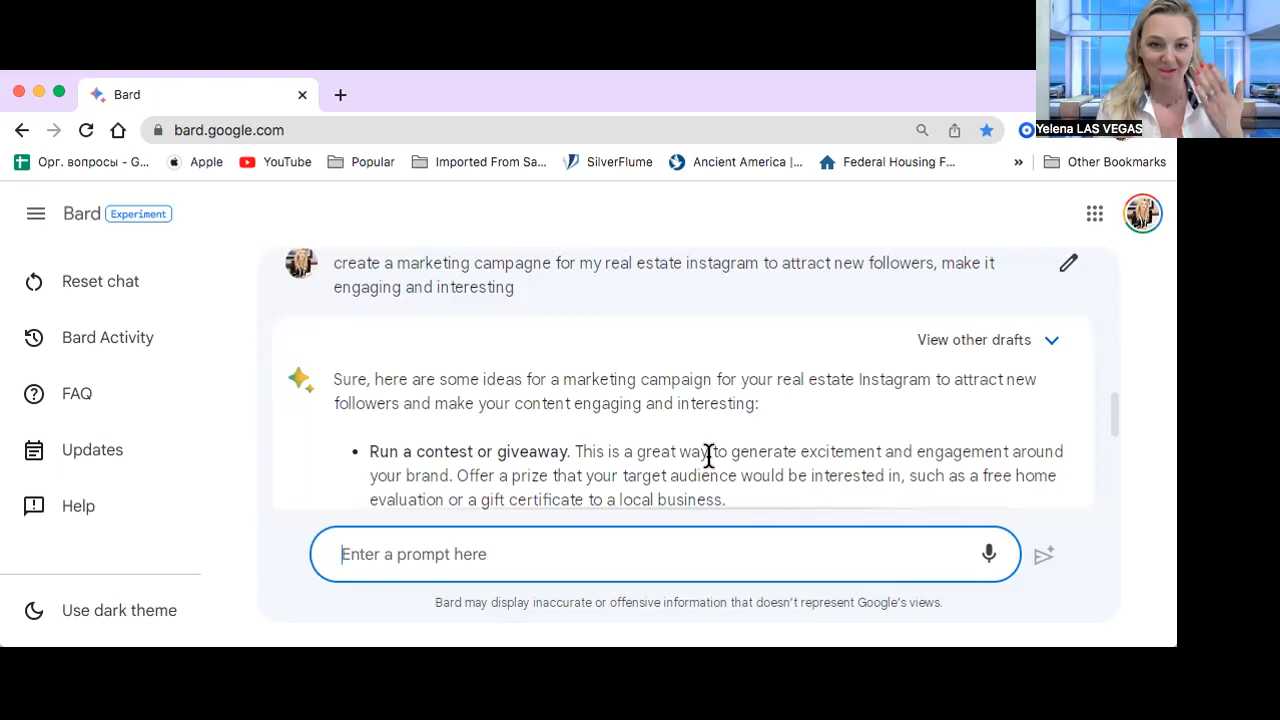 Bard
bard.google.com
Yelena LAS VEGAS
Орг. вопросы - G...
Apple
YouTube
Popular
Imported From Sa...
SilverFlume
Ancient America |...
Federal Housing F...
»
Other Bookmarks
Bard Experiment
Reset chat
Bard Activity
FAQ
Updates
Help
Use dark theme
create a marketing campagne for my real estate instagram to attract new followers, make it
engaging and interesting
View other drafts
Sure, here are some ideas for a marketing campaign for your real estate Instagram to attract new
followers and make your content engaging and interesting:
• Run a contest or giveaway. This is a great way to generate excitement and engagement around
your brand. Offer a prize that your target audience would be interested in, such as a free home
evaluation or a gift certificate to a local business.
Enter a prompt here
Bard may display inaccurate or offensive information that doesn't represent Google's views.